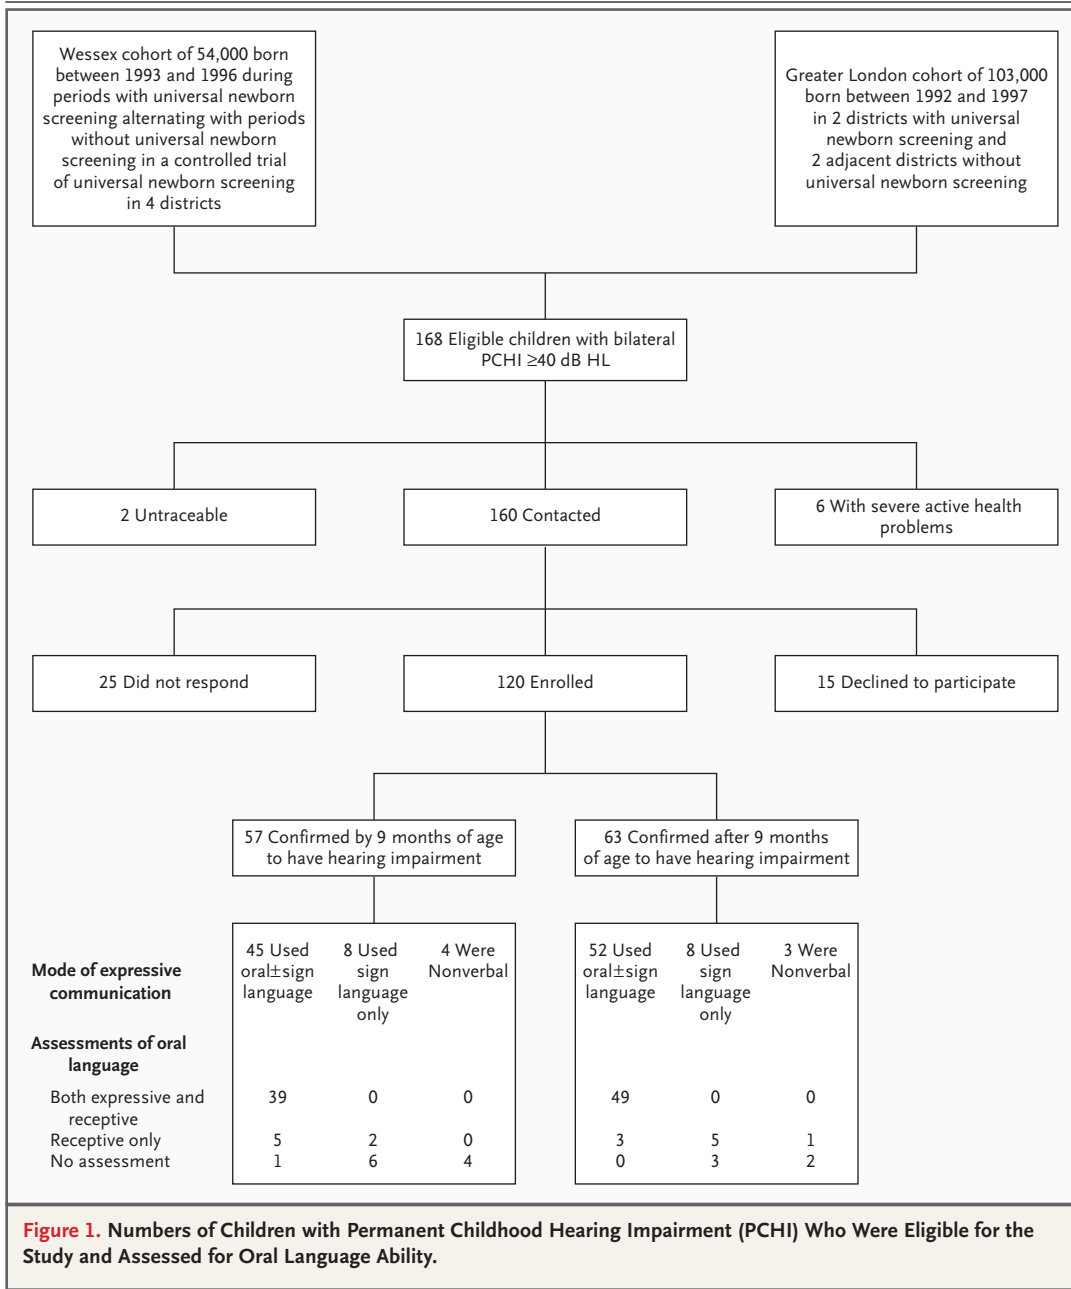 Wessex cohort of 54,000 born
between 1993 and 1996 during
periods with universal newborn
screening alternating with periods
without universal newborn
screening in a controlled trial
of universal newborn screening
in 4 districts
Greater London cohort of 103,000
born between 1992 and 1997
in 2 districts with universal
newborn screening and
2 adjacent districts without
universal newborn screening
168 Eligible children with bilateral
PCHI ≥40 dB HL
2 Untraceable
160 Contacted
6 With severe active health
problems
25 Did not respond
120 Enrolled
15 Declined to participate
57 Confirmed by 9 months of age
to have hearing impairment
63 Confirmed after 9 months
of age to have hearing impairment
Mode of expressive
communication
45 Used
oral±sign
language
8 Used
sign
language
only
4 Were
Nonverbal
52 Used
oral±sign
language
8 Used
sign
language
only
3 Were
Nonverbal
Assessments of oral
language
Both expressive and
receptive
39 0 0 49 0 0
Receptive only 5 2 0 3 5 1
No assessment 1 6 4 0 3 2
Figure 1. Numbers of Children with Permanent Childhood Hearing Impairment (PCHI) Who Were Eligible for the
Study and Assessed for Oral Language Ability.